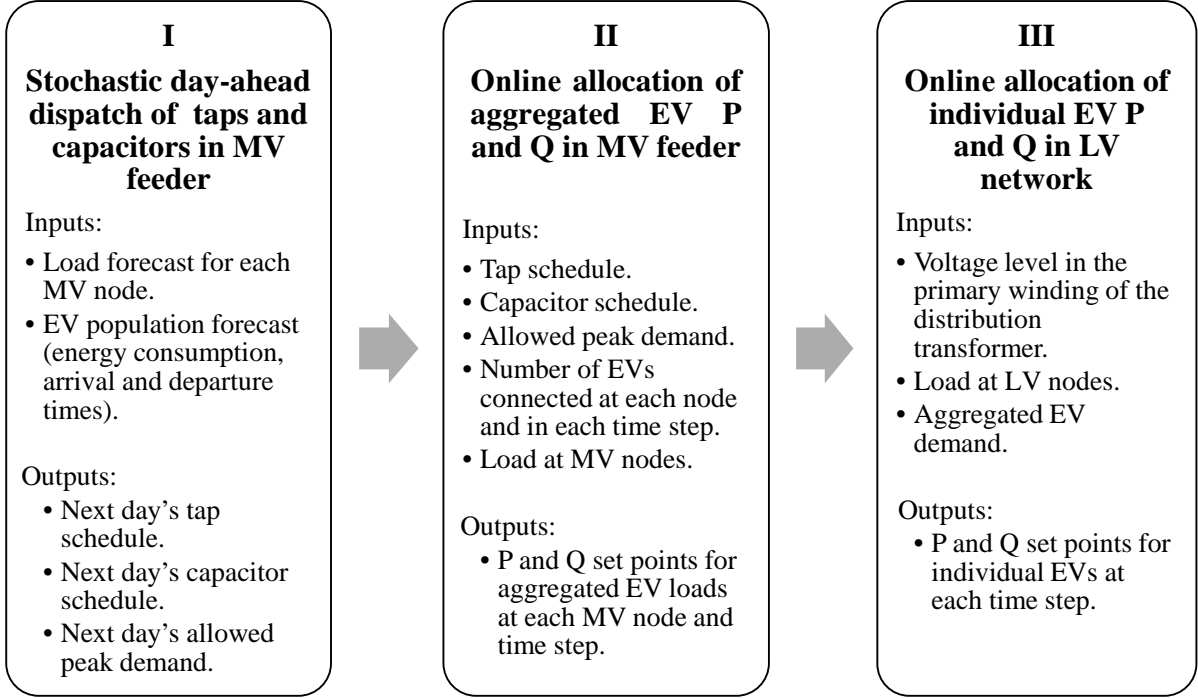 I
Stochastic day-ahead
dispatch of taps and
capacitors in MV
feeder
Inputs:
• Load forecast for each
MV node.
• EV population forecast
(energy consumption,
arrival and departure
times).
Outputs:
• Next day’s tap
schedule.
• Next day’s capacitor
schedule.
• Next day’s allowed
peak demand.
II
Online allocation of
aggregated EV P
and Q in MV feeder
Inputs:
• Tap schedule.
• Capacitor schedule.
• Allowed peak demand.
• Number of EVs
connected at each node
and in each time step.
• Load at MV nodes.
Outputs:
• P and Q set points for
aggregated EV loads
at each MV node and
time step.
III
Online allocation of
individual EV P
and Q in LV
network
Inputs:
• Voltage level in the
primary winding of the
distribution
transformer.
• Load at LV nodes.
• Aggregated EV
demand.
Outputs:
• P and Q set points for
individual EVs at
each time step.